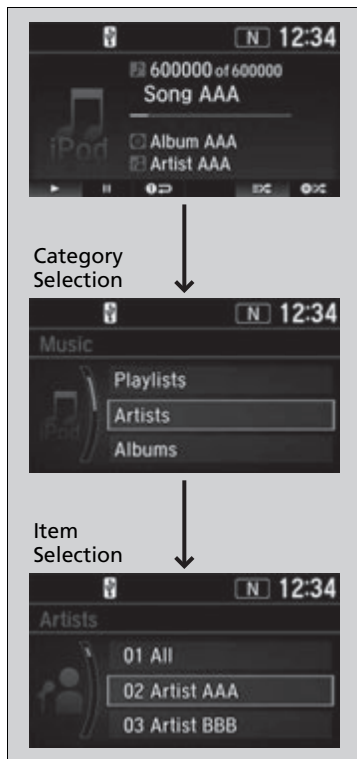 N 12:34
600000 of 600000
Song AAA
iPod
Album AAA
Artist AAA
Category
Selection
N 12:34
Music
Playlists
Artists
iPod
Albums
Item
Selection
N 12:34
Artists
01 All
02 Artist AAA
03 Artist BBB